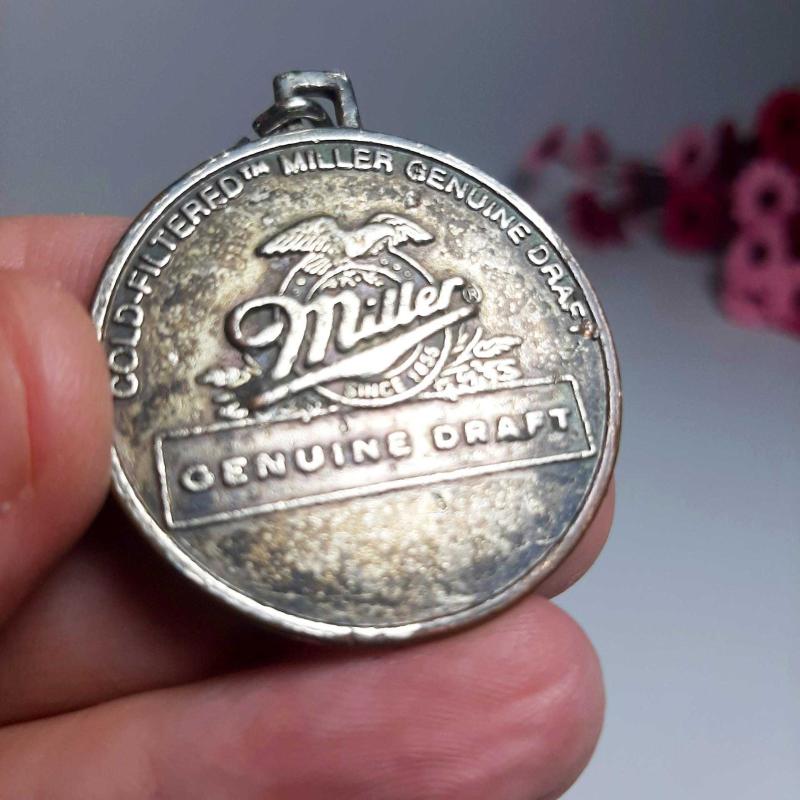 COLD-FILTERED™ MILLER GENUINE DRAFT
Miller®
SINCE 1855
GENUINE DRAFT